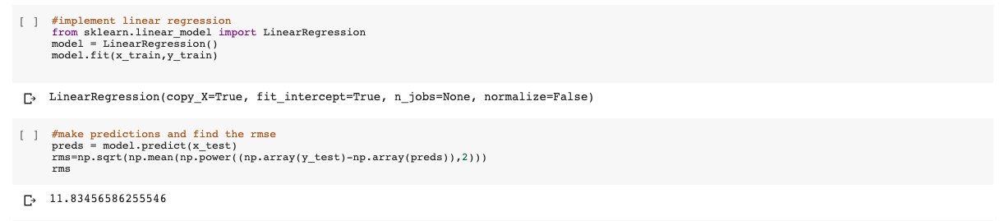 [ ] #implement linear regression
from sklearn.linear_model import LinearRegression
model = LinearRegression()
model.fit(x_train,y_train)
LinearRegression(copy_X=True, fit_intercept=True, n_jobs=None, normalize=False)
[ ] #make predictions and find the rmse
preds = model.predict(x_test)
rms=np.sqrt(np.mean(np.power((np.array(y_test)-np.array(preds)),2)))
rms
11.83456586255546